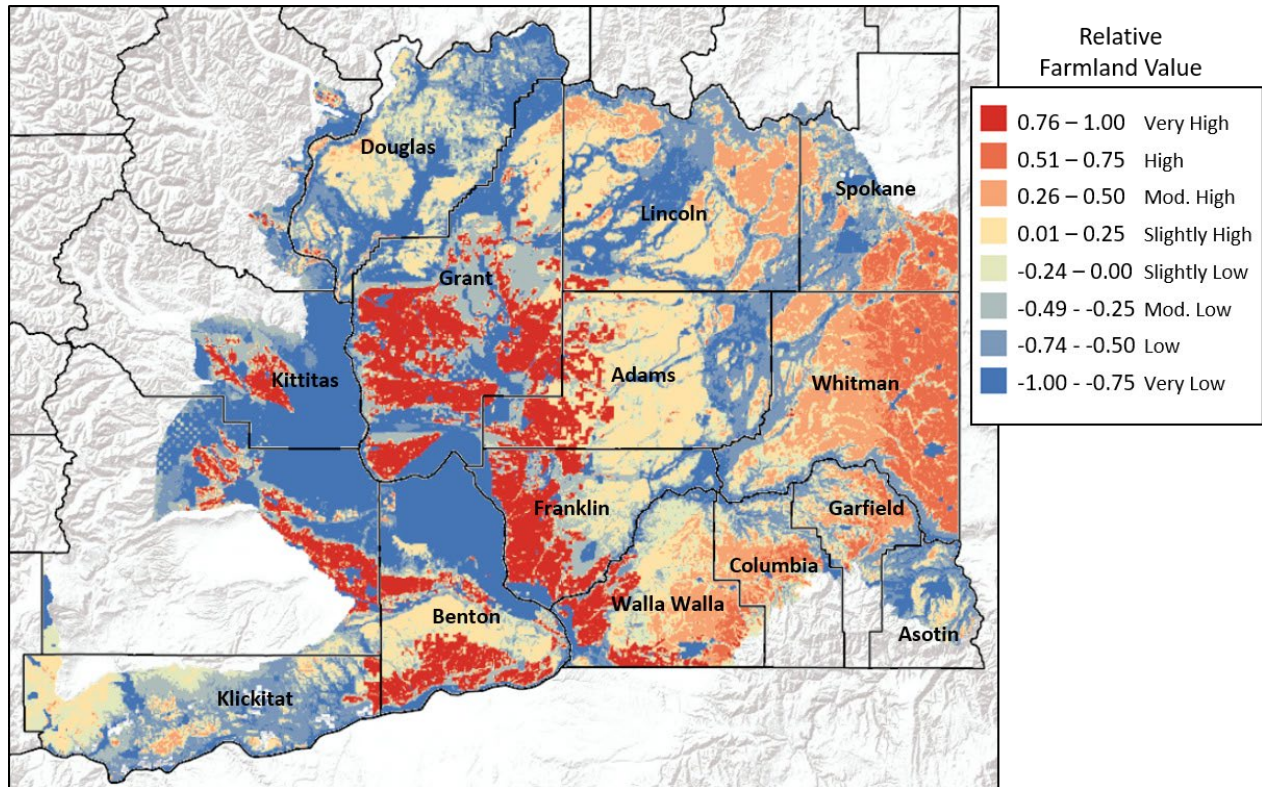 Relative
Farmland Value
0.76 – 1.00 Very High
0.51 – 0.75 High
0.26 – 0.50 Mod. High
0.01 – 0.25 Slightly High
-0.24 – 0.00 Slightly Low
-0.49 - -0.25 Mod. Low
-0.74 - -0.50 Low
-1.00 - -0.75 Very Low
Douglas
Spokane
Lincoln
Grant
Kittitas
Adams
Whitman
Franklin
Garfield
Columbia
Walla Walla
Benton
Asotin
Klickitat